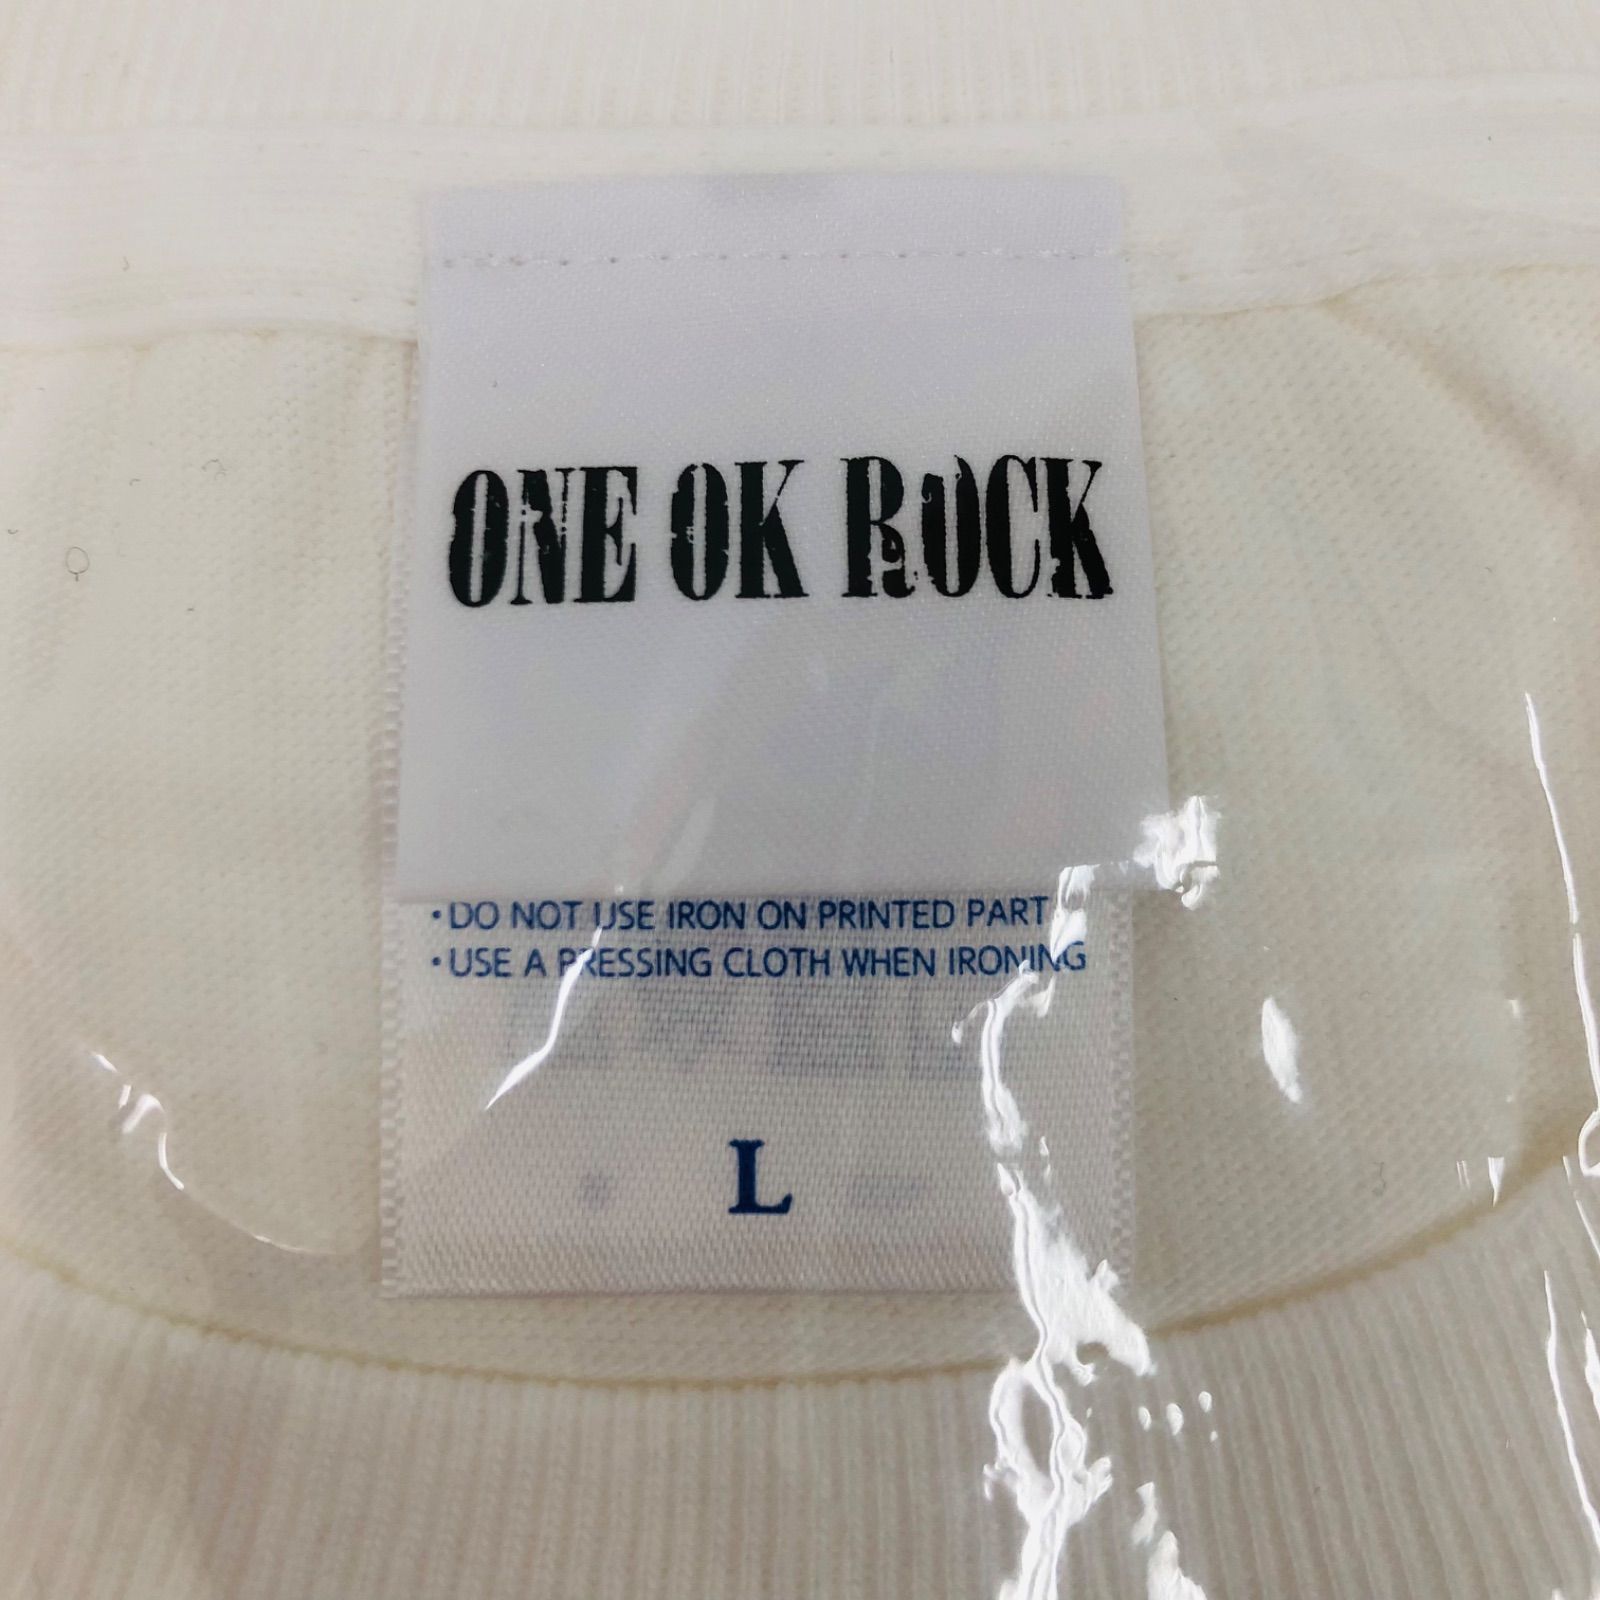 ONE OK ROCK
・DO NOT USE IRON ON PRINTED PART
・USE A PRESSING CLOTH WHEN IRONING
L